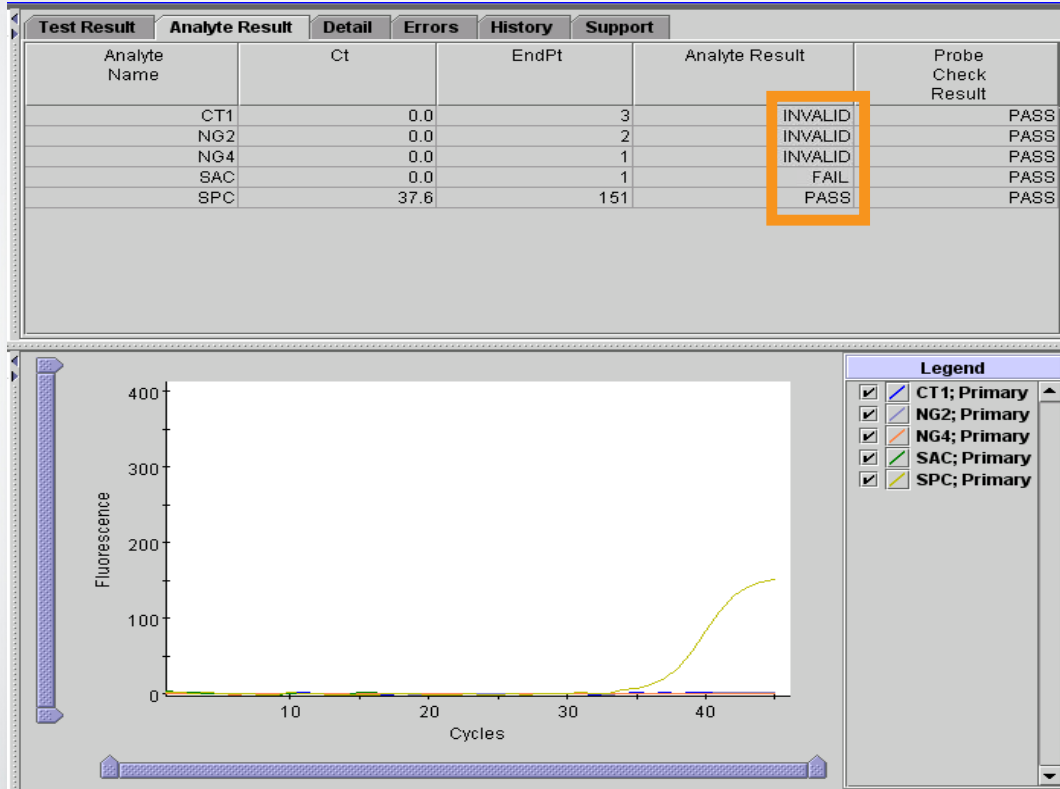 Test Result Analyte Result Detail Errors History Support
Analyte Name Ct EndPt Analyte Result Probe Check Result
CT1 0.0 3 INVALID PASS
NG2 0.0 2 INVALID PASS
NG4 0.0 1 INVALID PASS
SAC 0.0 1 FAIL PASS
SPC 37.6 151 PASS PASS
Legend
CT1; Primary
NG2; Primary
NG4; Primary
SAC; Primary
SPC; Primary
400
300
200
100
0
Fluorescence
10 20 30 40
Cycles